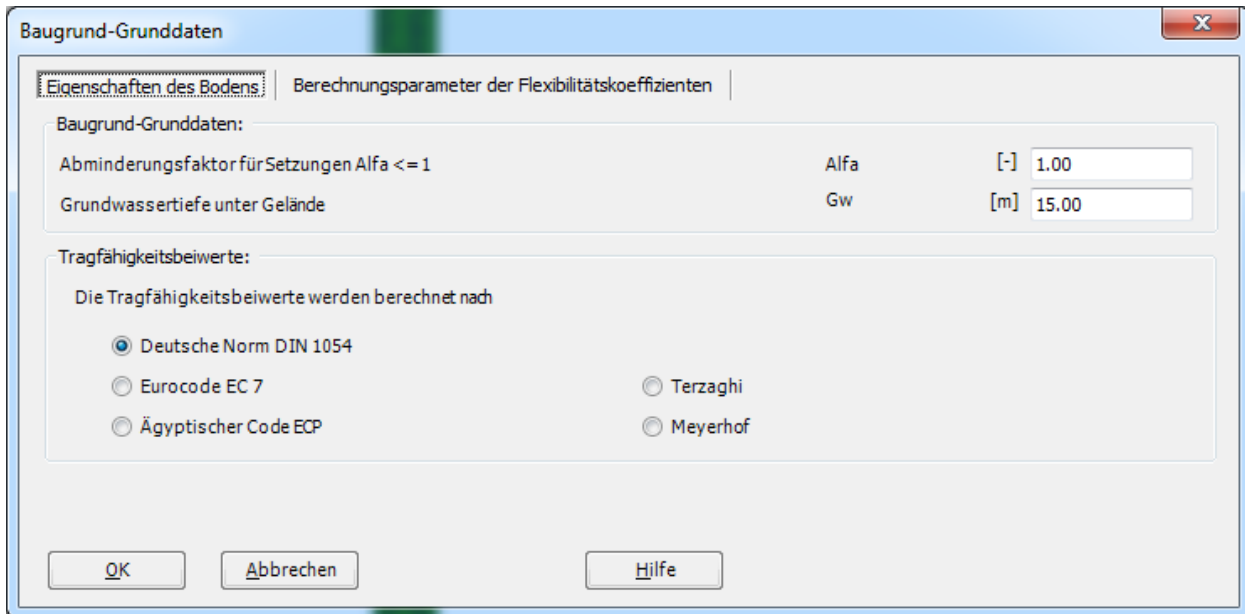 Baugrund-Grunddaten
Eigenschaften des Bodens
Berechnungsparameter der Flexibilitätskoeffizienten
Baugrund-Grunddaten:
Abminderungsfaktor für Setzungen Alfa <= 1 Alfa [-] 1.00
Grundwassertiefe unter Gelände Gw [m] 15.00
Tragfähigkeitsbeiwerte:
Die Tragfähigkeitsbeiwerte werden berechnet nach
Deutsche Norm DIN 1054
Eurocode EC 7 Terzaghi
Ägyptischer Code ECP Meyerhof
OK Abbrechen Hilfe